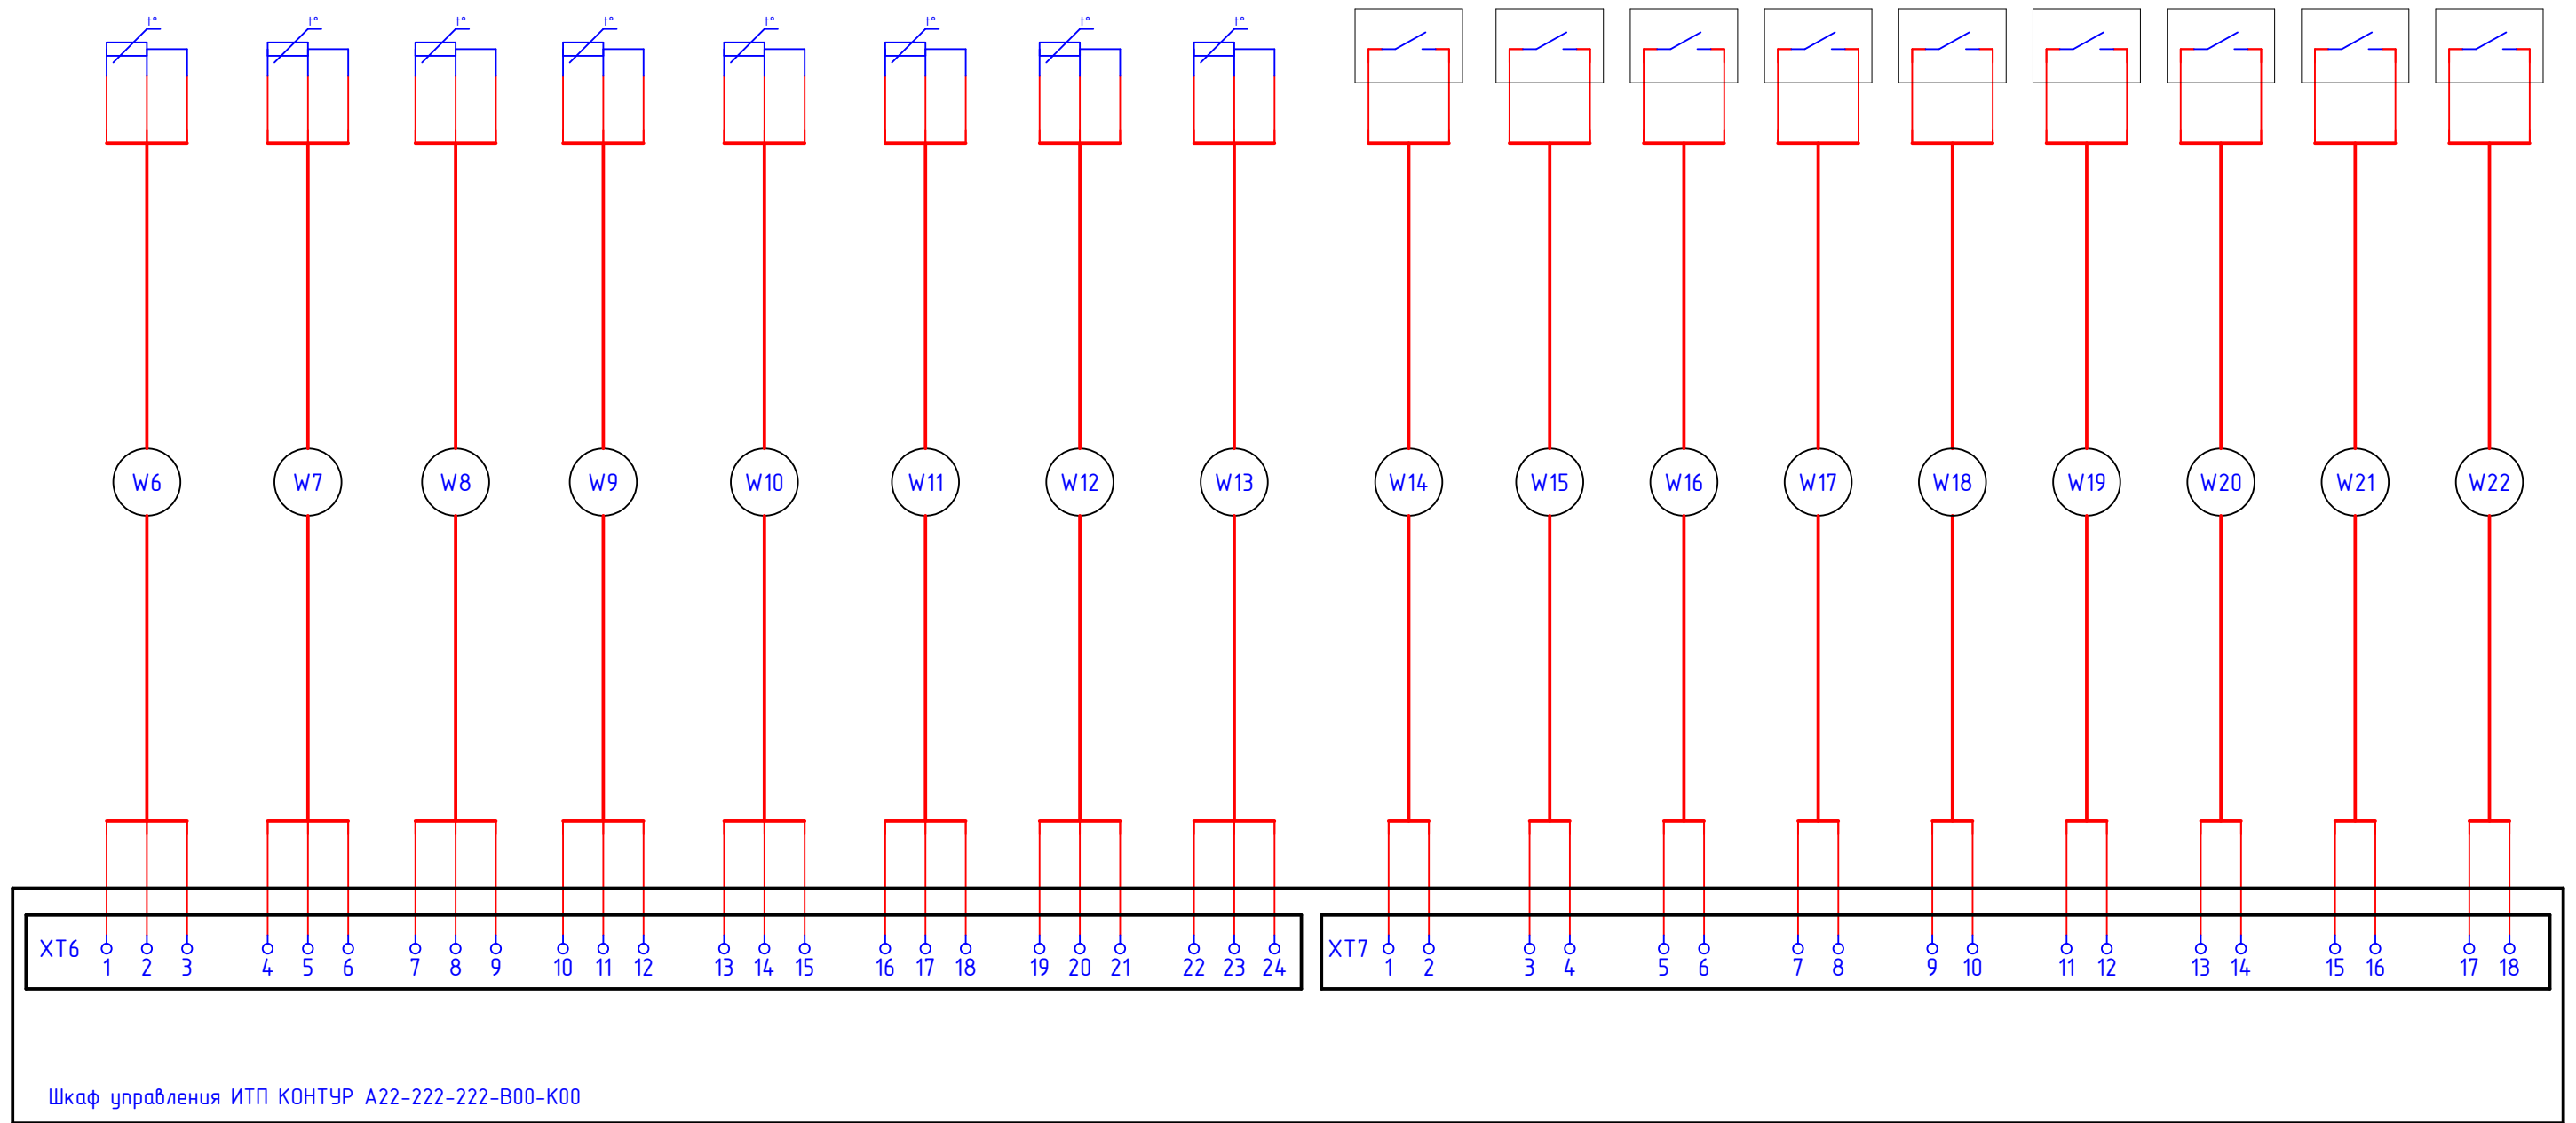 t° t° t° t° t° t° t° t°
W6 W7 W8 W9 W10 W11 W12 W13 W14 W15 W16 W17 W18 W19 W20 W21 W22
XT6 XT7
1 2 3 4 5 6 7 8 9 10 11 12 13 14 15 16 17 18 19 20 21 22 23 24 1 2 3 4 5 6 7 8 9 10 11 12 13 14 15 16 17 18
Шкаф управления ИТП КОНТУР А22-222-222-В00-К00